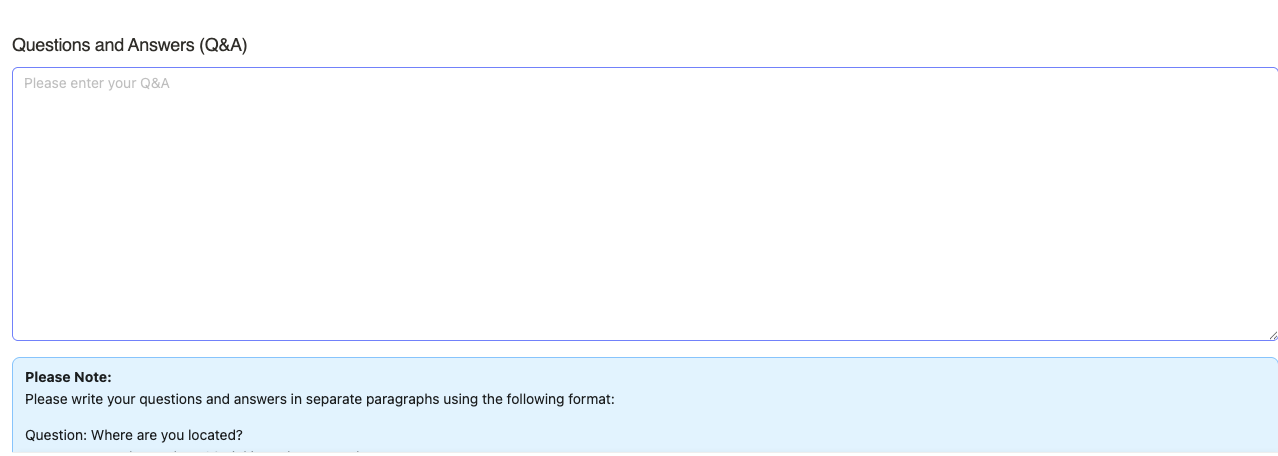 Questions and Answers (Q&A)
Please enter your Q&A
Please Note:
Please write your questions and answers in separate paragraphs using the following format:
Question: Where are you located?